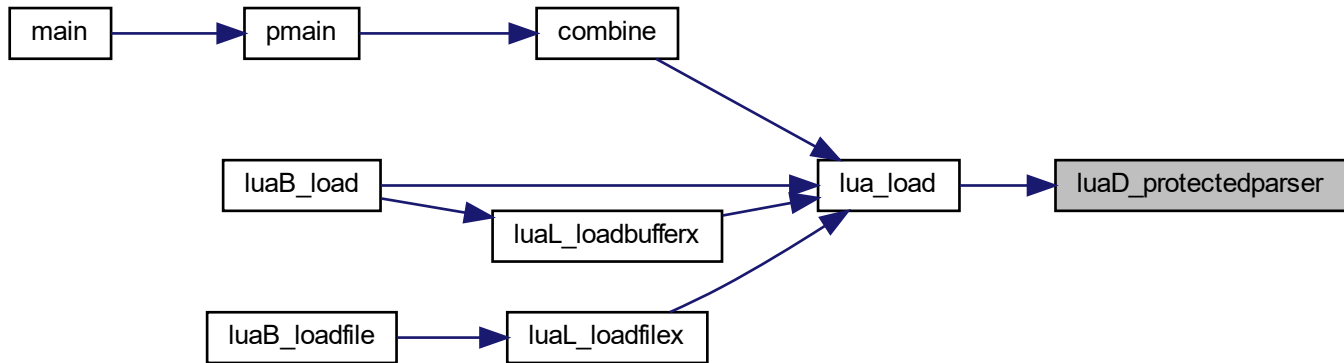 main
pmain
combine
luaB_load
lua_load
luaD_protectedparser
luaL_loadbufferx
luaB_loadfile
luaL_loadfilex